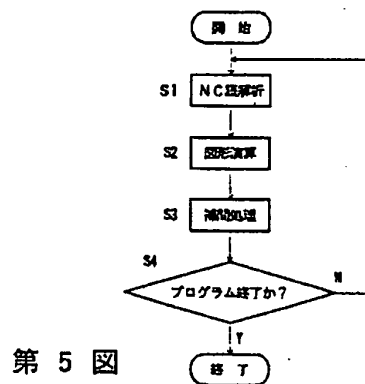 開始
S1 NC語解析
S2 図形演算
S3 補間処理
S4
プログラム終了か？ N
Y
第5図 終了